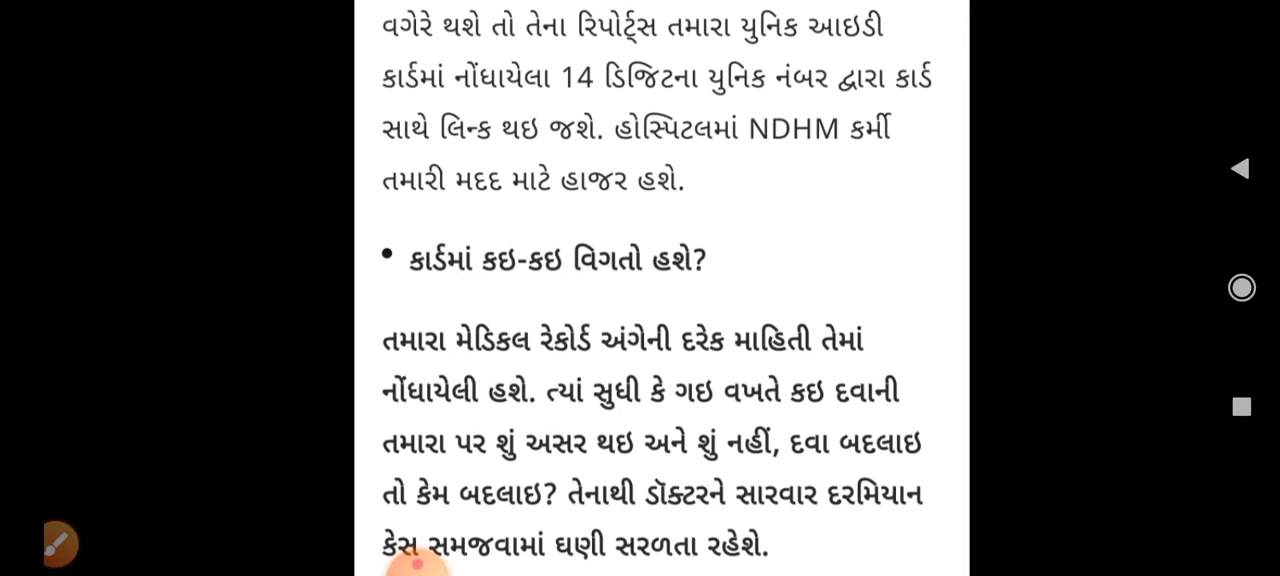 વગેરે થશે તો તેના રિપોર્ટ્સ તમારા યુનિક આઇડી
કાર્ડમાં નોંધાયેલા 14 ડિજિટના યુનિક નંબર દ્વારા કાર્ડ
સાથે લિન્ક થઇ જશે. હોસ્પિટલમાં NDHM કર્મી
તમારી મદદ માટે હાજર હશે.
• કાર્ડમાં કઇ-કઇ વિગતો હશે?
તમારા મેડિકલ રેકોર્ડ અંગેની દરેક માહિતી તેમાં
નોંધાયેલી હશે. ત્યાં સુધી કે ગઇ વખતે કઇ દવાની
તમારા પર શું અસર થઇ અને શું નહીં, દવા બદલાઇ
તો કેમ બદલાઇ? તેનાથી ડૉક્ટરને સારવાર દરમિયાન
કેસ સમજવામાં ઘણી સરળતા રહેશે.